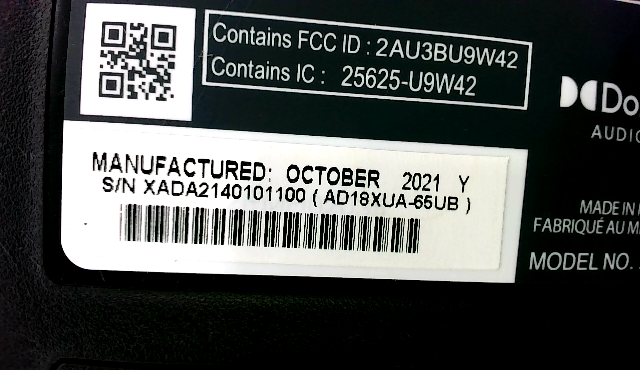 Contains FCC ID : 2AU3BU9W42
Contains IC : 25625-U9W42
AUDIO
MANUFACTURED: OCTOBER 2021 Y
S/N XADA2140101100 ( AD18XUA-65UB )
MADE IN
FABRIQUÉ AU
MODEL NO.